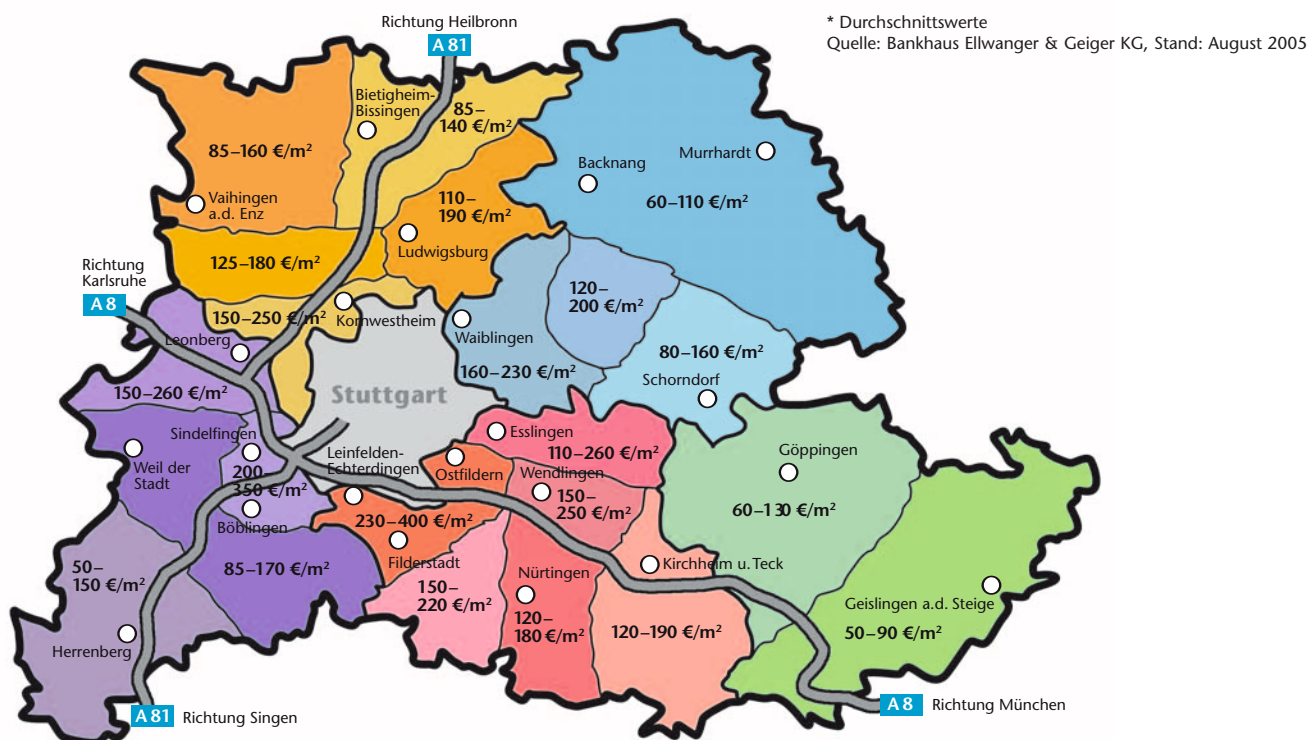 Richtung Heilbronn
A 81
* Durchschnittswerte
Quelle: Bankhaus Ellwanger & Geiger KG, Stand: August 2005
Bietigheim-
Bissingen
85–
140 €/m²
85–160 €/m²
Murrhardt
Backnang
60–110 €/m²
Vaihingen
a.d. Enz
110–
190 €/m²
Ludwigsburg
125–180 €/m²
Richtung
Karlsruhe
A 8
120–
200 €/m²
150–250 €/m²
Kornwestheim
Waiblingen
Leonberg
80–160 €/m²
160–230 €/m²
Schorndorf
150–260 €/m²
Stuttgart
Sindelfingen
Esslingen
110–260 €/m²
Göppingen
Leinfelden-
Echterdingen
Ostfildern
Weil der
Stadt
200–
350 €/m²
Wendlingen
150–
250 €/m²
60–130 €/m²
Böblingen
230–400 €/m²
Filderstadt
Kirchheim u. Teck
50–
150 €/m²
85–170 €/m²
150–
220 €/m²
Nürtingen
120–
180 €/m²
120–190 €/m²
Geislingen a.d. Steige
50–90 €/m²
Herrenberg
A 81
Richtung Singen
A 8
Richtung München